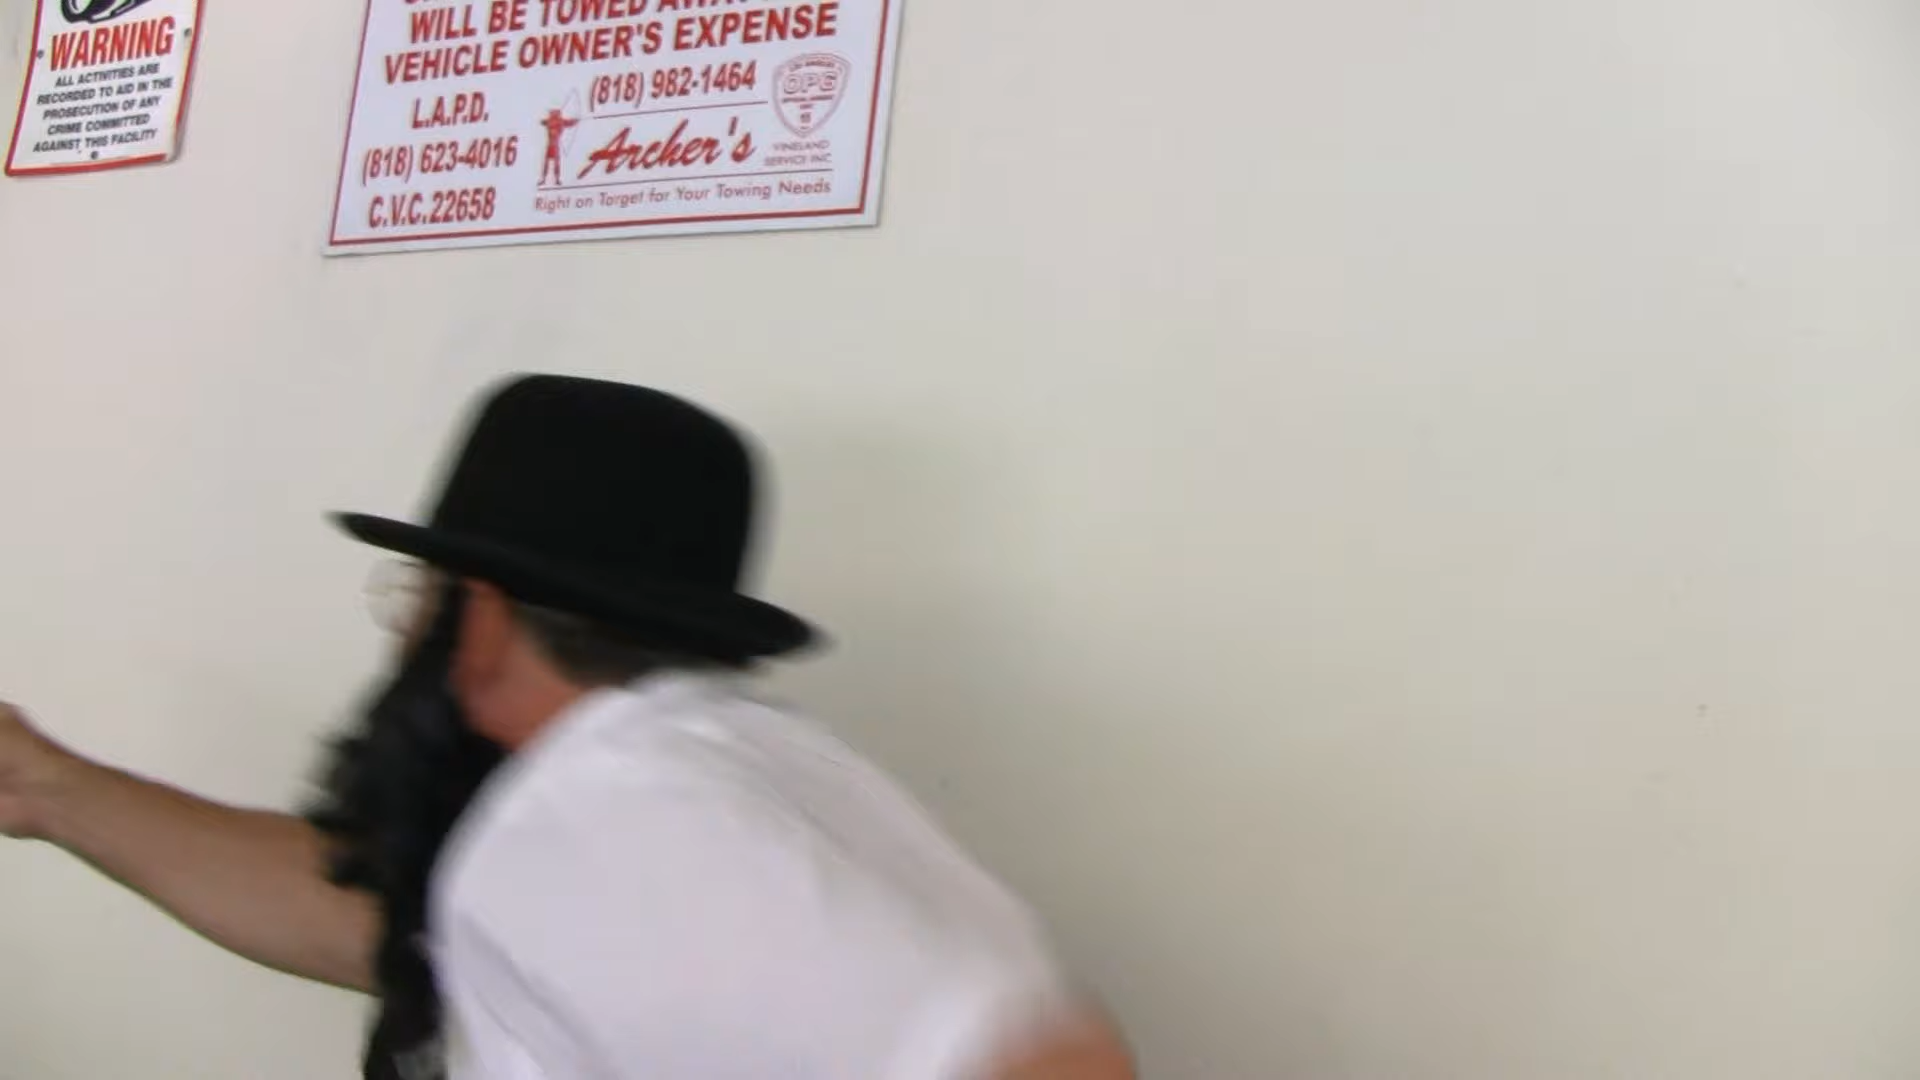 WARNING
ALL ACTIVITIES ARE
RECORDED TO AID IN THE
PROSECUTION OF ANY
CRIME COMMITTED
AGAINST THIS FACILITY
WILL BE TOWED
VEHICLE OWNER'S EXPENSE
L.A.P.D.
(818) 623-4016
C.V.C.22658
(818) 982-1464
Archer's
Right on Target for Your Towing Needs
OPG
VINELAND
SERVICE INC